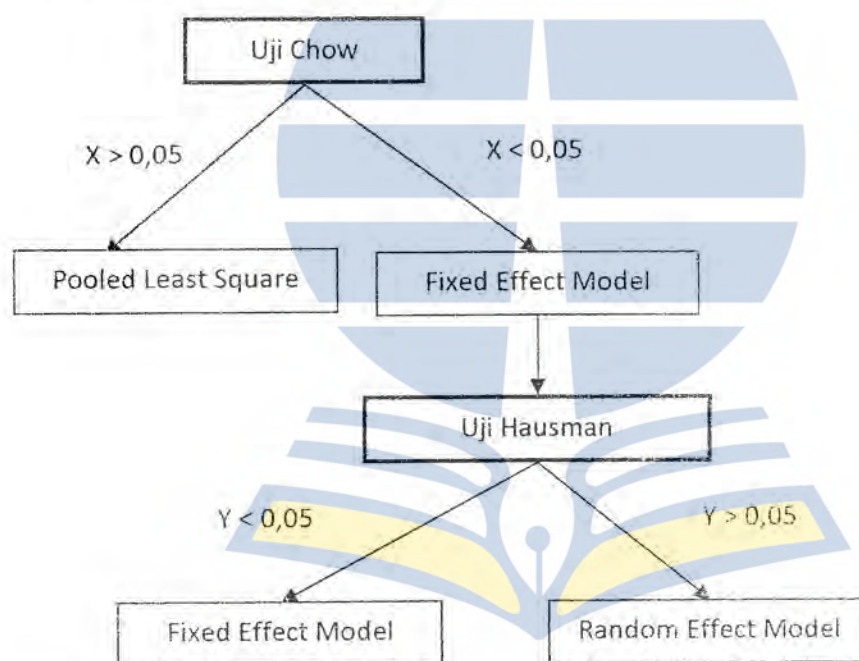 Uji Chow
X > 0,05
X < 0,05
Pooled Least Square
Fixed Effect Model
Uji Hausman
Y < 0,05
Y > 0,05
Fixed Effect Model
Random Effect Model